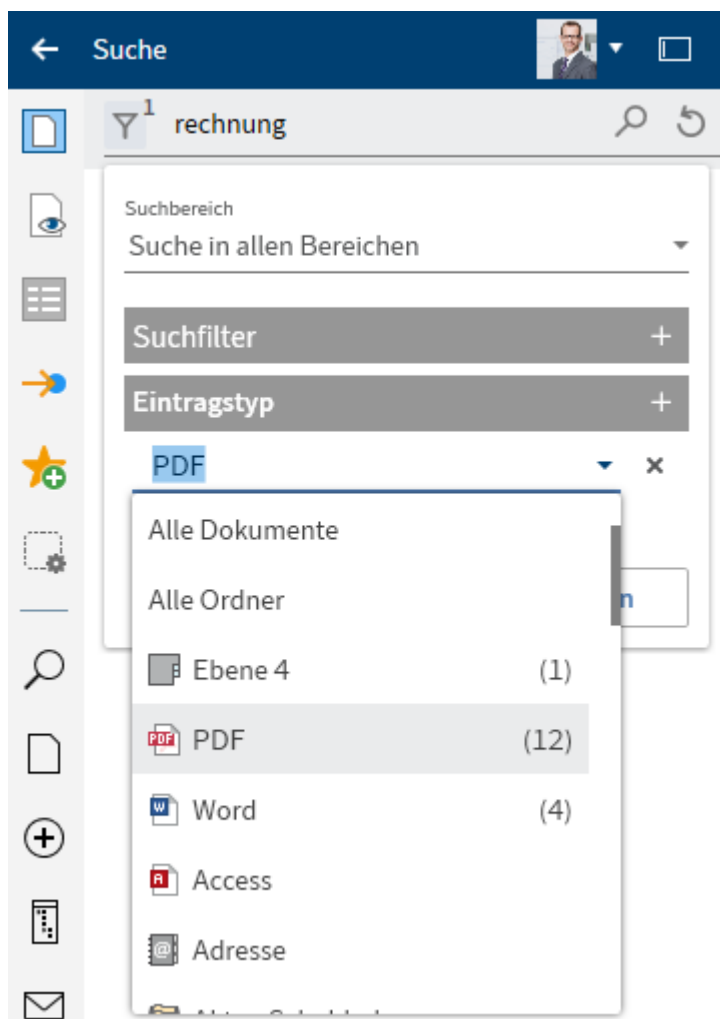 Suche
1
rechnung
Suchbereich
Suche in allen Bereichen
Suchfilter
Eintragstyp
PDF
Alle Dokumente
Alle Ordner
n
Ebene 4 (1)
PDF (12)
Word (4)
Access
Adresse